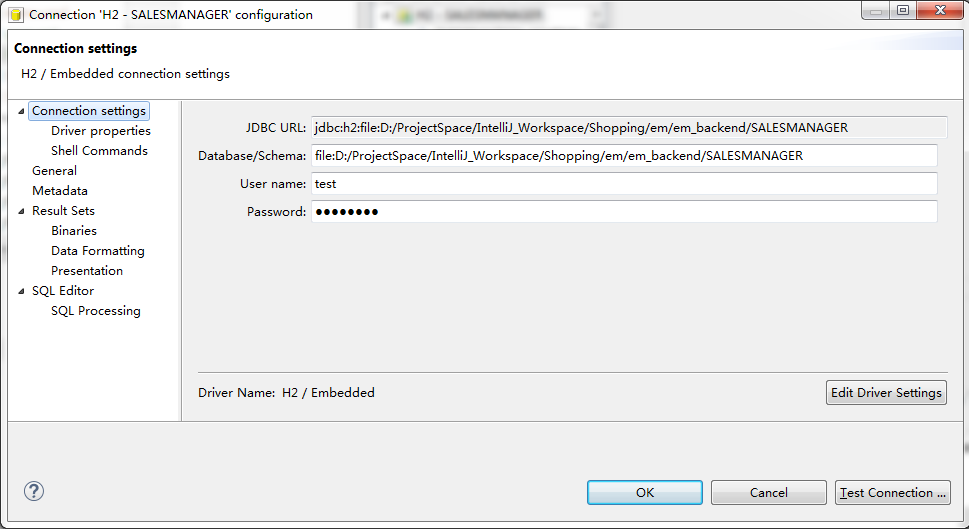 Connection 'H2 - SALESMANAGER' configuration
Connection settings
H2 / Embedded connection settings
Connection settings
Driver properties
Shell Commands
General
Metadata
Result Sets
Binaries
Data Formatting
Presentation
SQL Editor
SQL Processing
JDBC URL: jdbc:h2:file:D:/ProjectSpace/IntelliJ_Workspace/Shopping/em/em_backend/SALESMANAGER
Database/Schema: file:D:/ProjectSpace/IntelliJ_Workspace/Shopping/em/em_backend/SALESMANAGER
User name: test
Password: ●●●●●●●●
Driver Name: H2 / Embedded
Edit Driver Settings
?
OK
Cancel
Test Connection ...